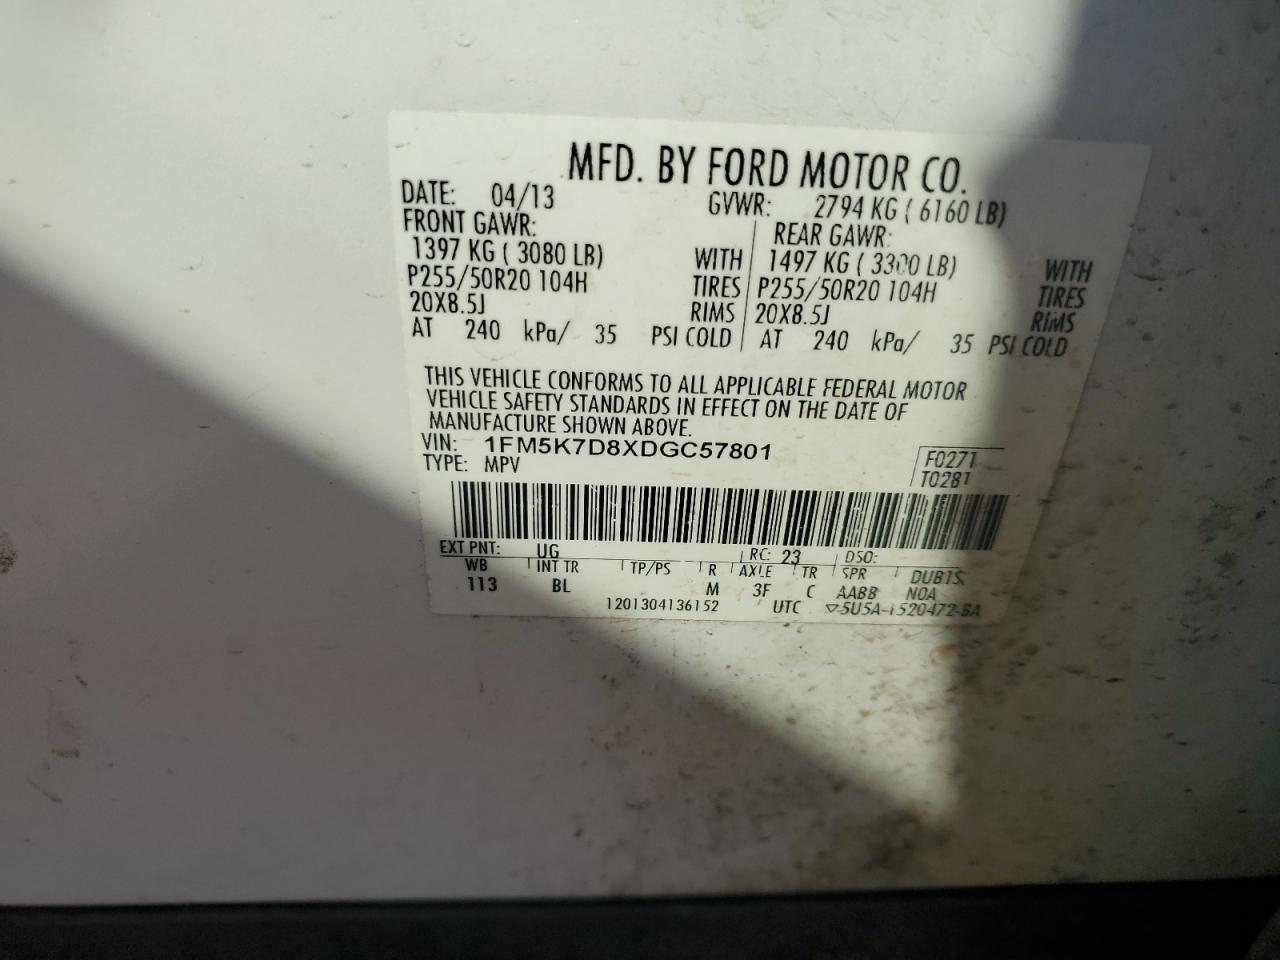 MFD. BY FORD MOTOR CO.
DATE: 04/13 GVWR: 2794 KG ( 6160 LB)
FRONT GAWR: REAR GAWR:
1397 KG ( 3080 LB) WITH 1497 KG ( 3300 LB) WITH
P255/50R20 104H TIRES P255/50R20 104H TIRES
20X8.5J RIMS 20X8.5J RIMS
AT 240 kPa/ 35 PSI COLD AT 240 kPa/ 35 PSI COLD
THIS VEHICLE CONFORMS TO ALL APPLICABLE FEDERAL MOTOR
VEHICLE SAFETY STANDARDS IN EFFECT ON THE DATE OF
MANUFACTURE SHOWN ABOVE.
VIN: 1FM5K7D8XDGC57801 F0271
TYPE: MPV T0281
EXT PNT: UG RC: 23 DSO:
WB INT TR TP/PS R AXLE TR SPR DUB1S
113 BL M 3F C AABB NOA
1201304136152 UTC